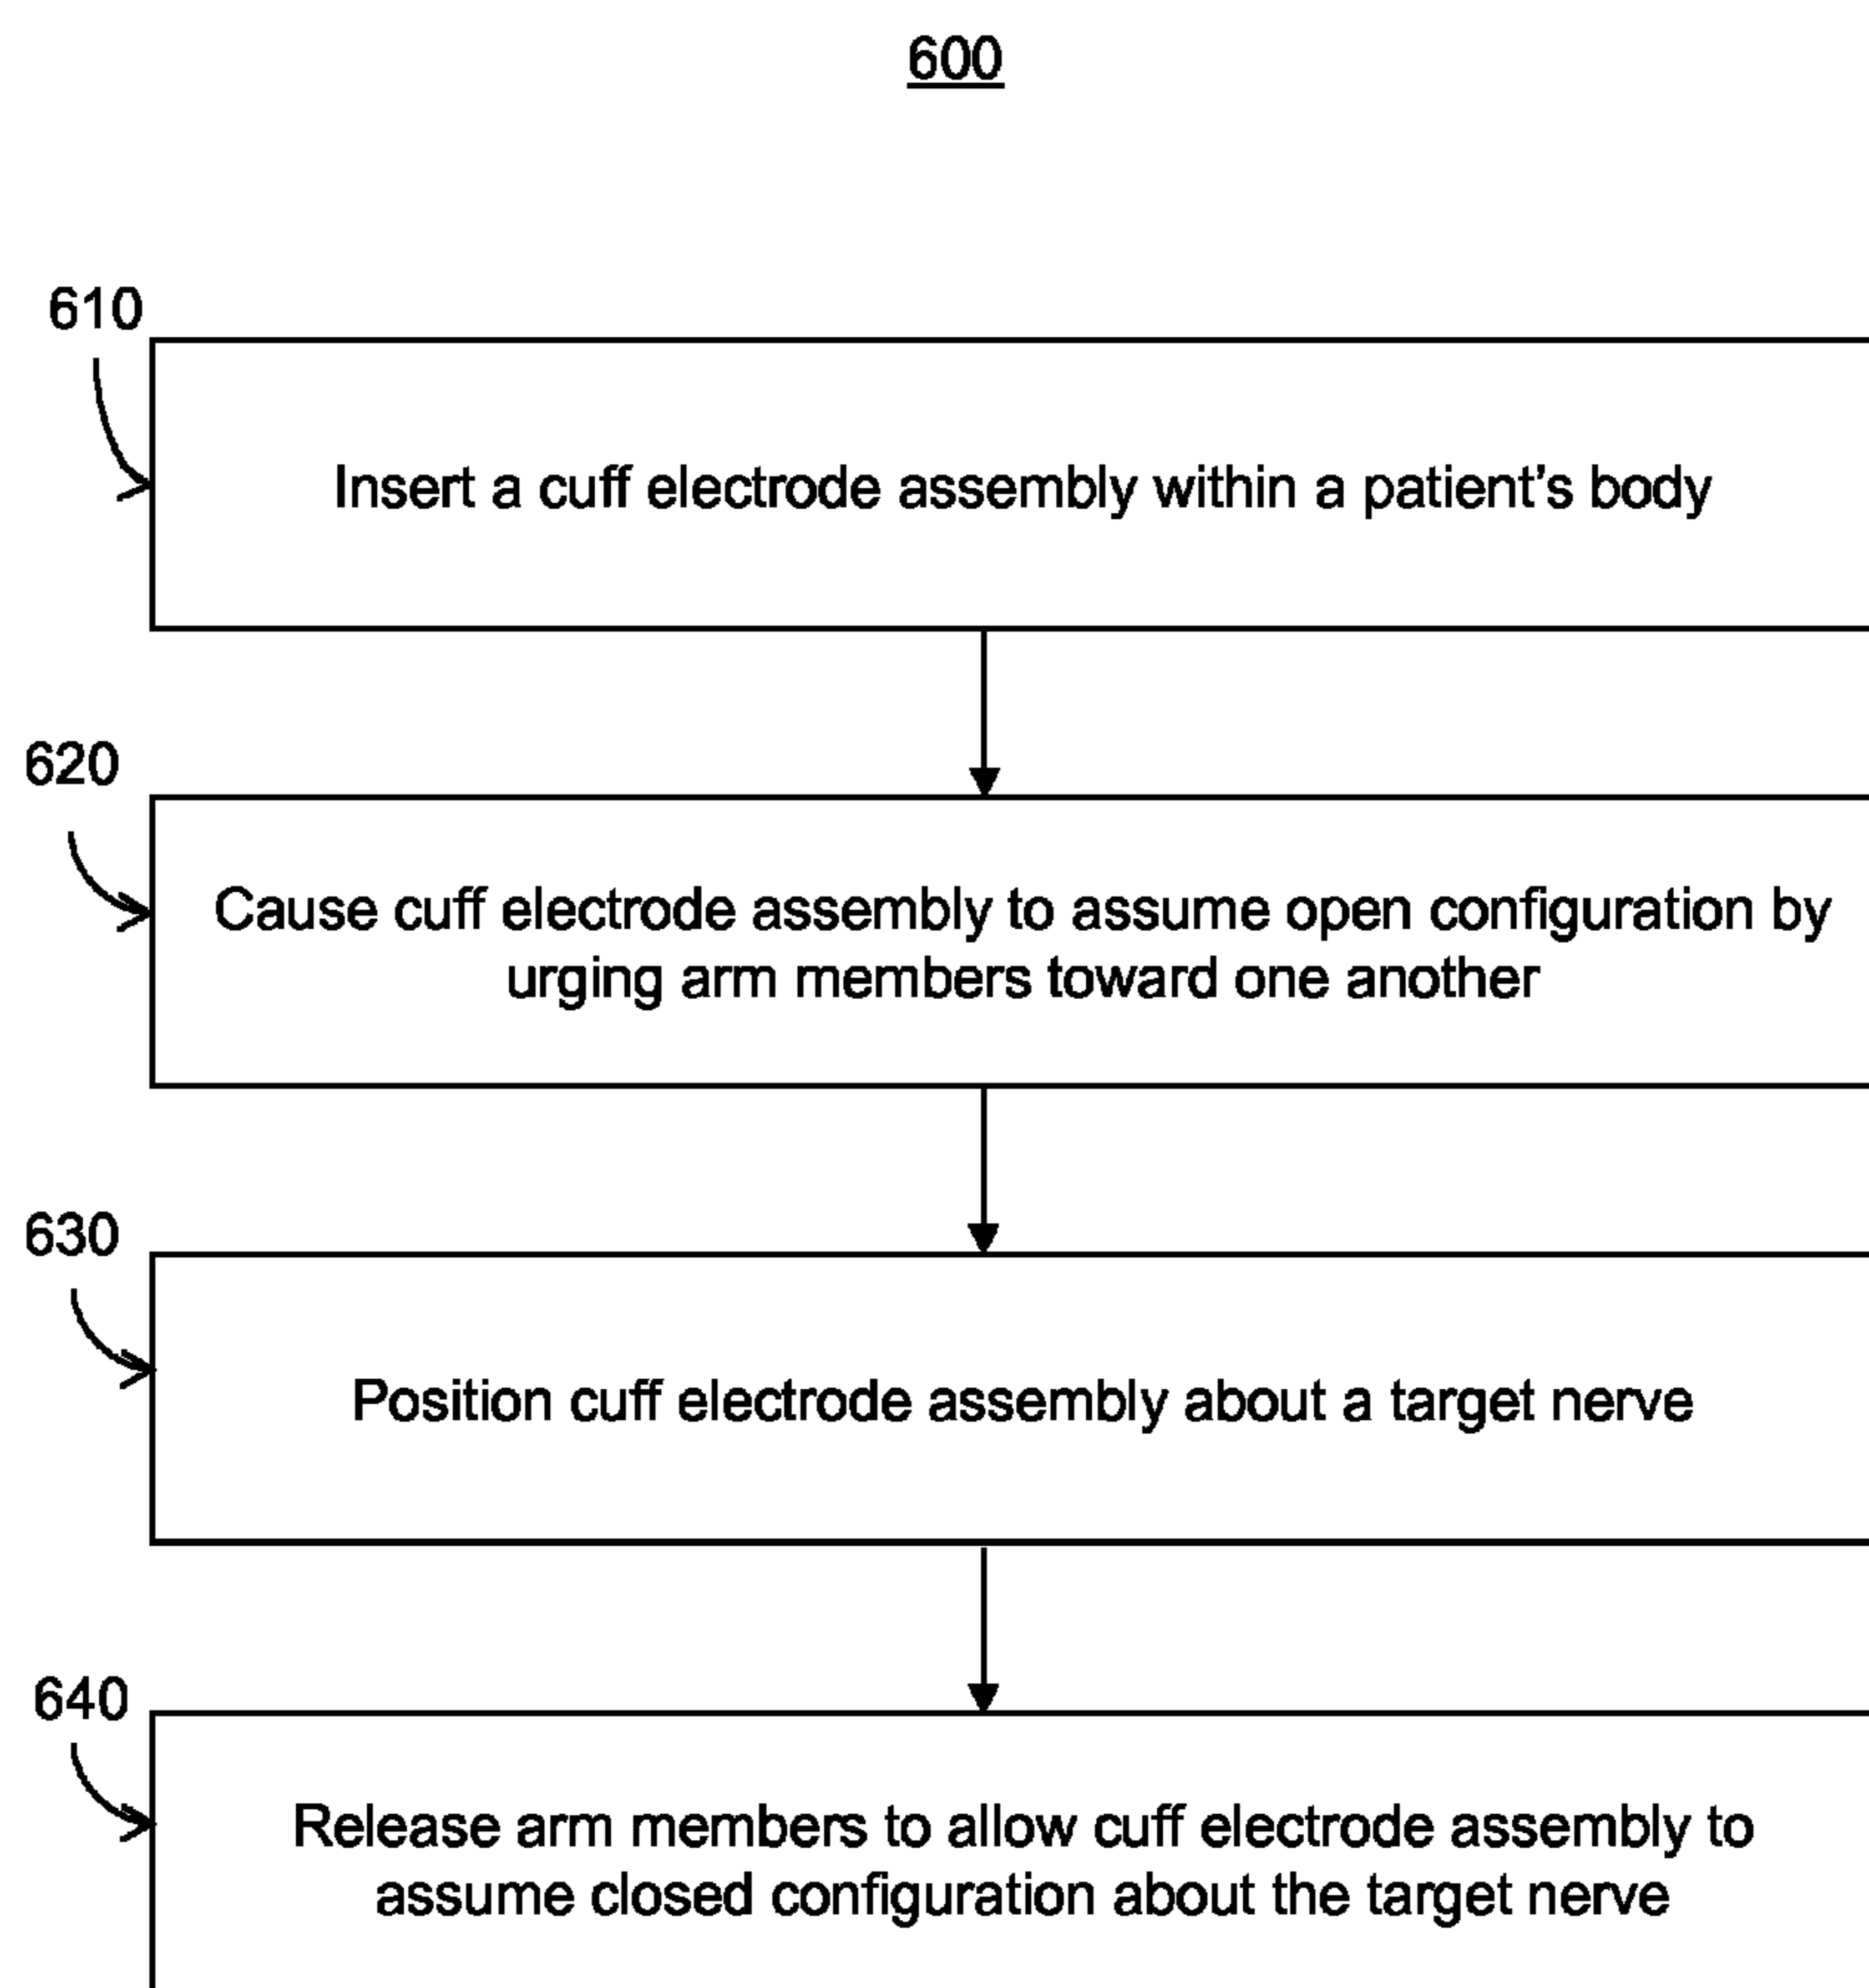 600
610
Insert a cuff electrode assembly within a patient's body
620
Cause cuff electrode assembly to assume open configuration by
urging arm members toward one another
630
Position cuff electrode assembly about a target nerve
640
Release arm members to allow cuff electrode assembly to
assume closed configuration about the target nerve